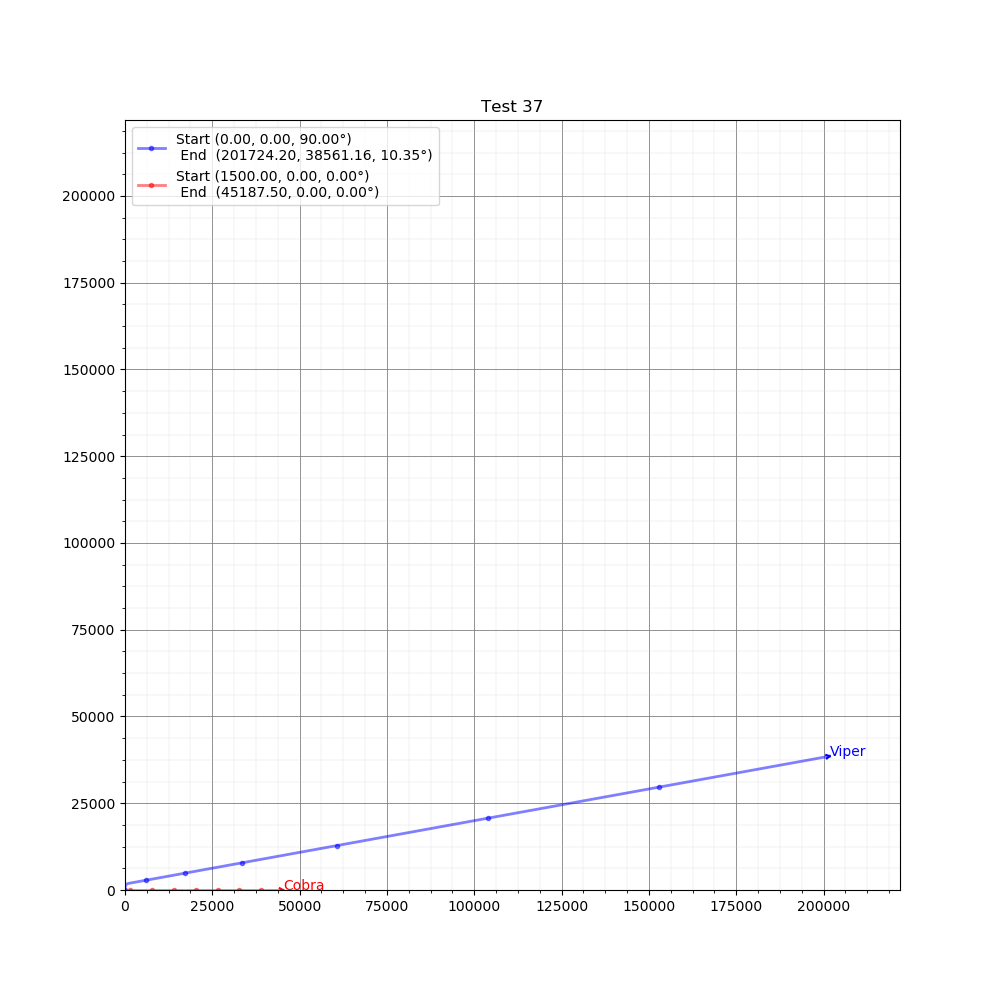 Test 37
Start (0.00, 0.00, 90.00°)
End (201724.20, 38561.16, 10.35°)
Start (1500.00, 0.00, 0.00°)
End (45187.50, 0.00, 0.00°)
200000
175000
150000
125000
100000
75000
50000
25000
0
Viper
Cobra
0 25000 50000 75000 100000 125000 150000 175000 200000